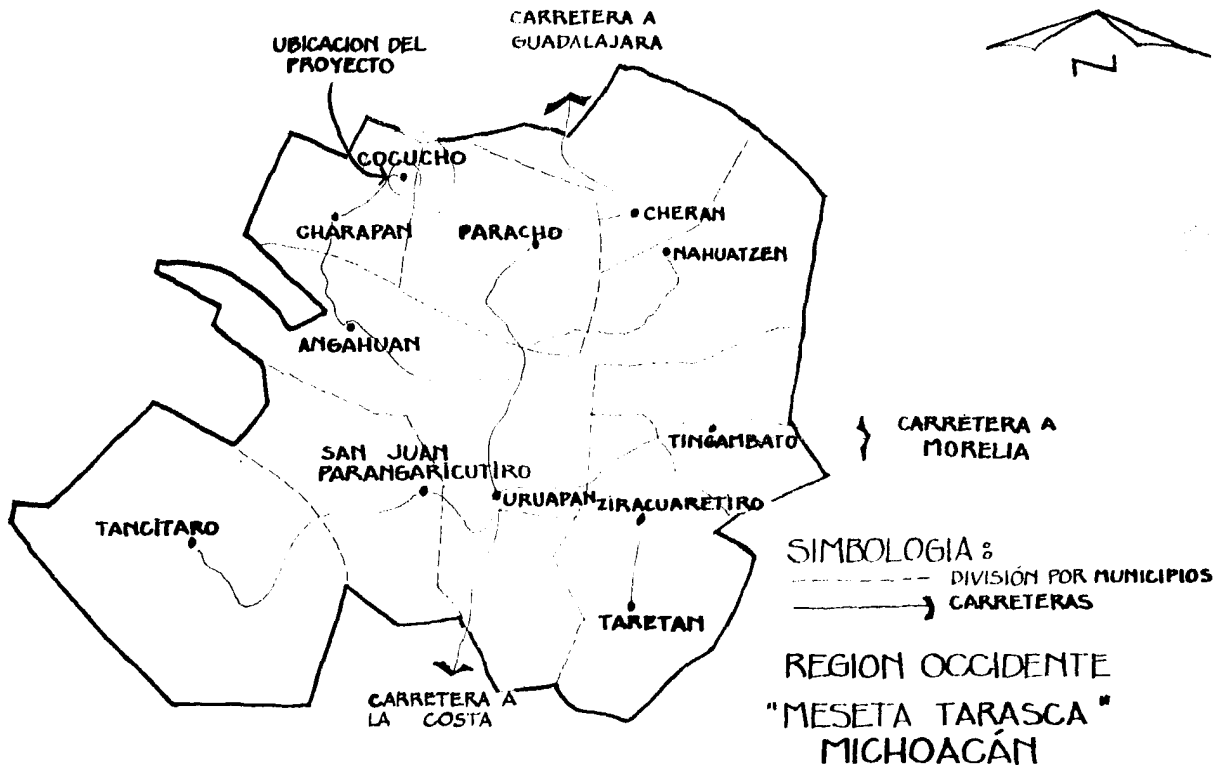 CARRETERA A
GUADALAJARA
UBICACION DEL
PROYECTO
N
COCUCHO
CHARAPAN
PARACHO
CHERAN
NAHUATZEN
ANGAHUAN
TINGAMBATO
CARRETERA A
MORELIA
SAN JUAN
PARANGARICUTIRO
URUAPAN
ZIRACUARETIRO
TANCITARO
TARETAN
SIMBOLOGIA:
DIVISIÓN POR MUNICIPIOS
CARRETERAS
CARRETERA A
LA COSTA
REGION OCCIDENTE
"MESETA TARASCA"
MICHOACÁN